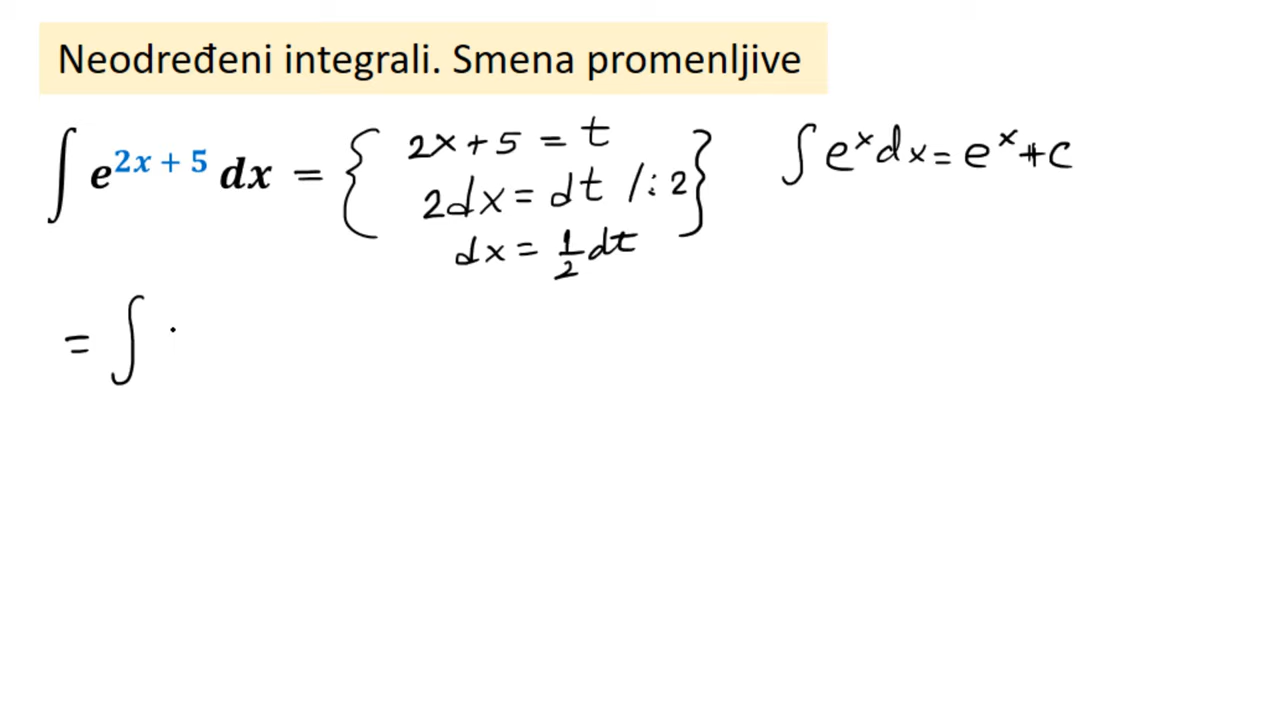 Neodređeni integrali. Smena promenljive
∫ e^{2x + 5} dx = { 2x + 5 = t
2dx = dt /: 2 }
dx = 1/2 dt
∫ e^x dx = e^x + c
= ∫